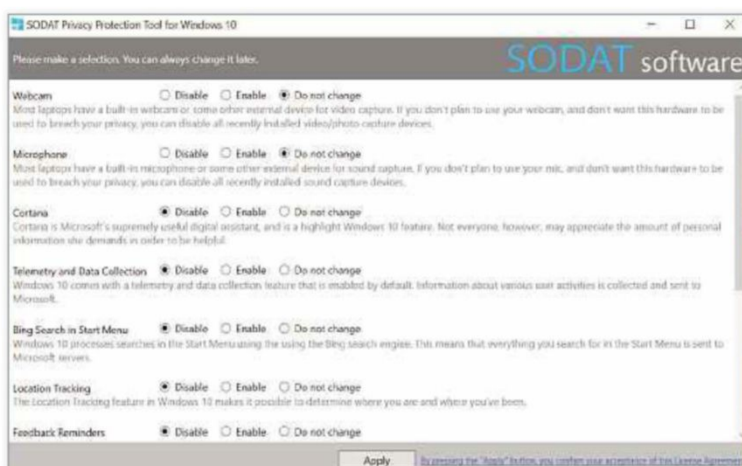 SODAT Privacy Protection Tool for Windows 10
Please make a selection. You can always change it later.
SODAT software
Webcam Disable Enable Do not change
Most laptops have a built-in webcam or some other external device for video capture. If you don't plan to use your webcam, and don't want this hardware to be
used to breach your privacy, you can disable all recently installed video/photo capture devices.
Microphone Disable Enable Do not change
Most laptops have a built-in microphone or some other external device for sound capture. If you don't plan to use your mic, and don't want this hardware to be
used to breach your privacy, you can disable all recently installed sound capture devices.
Cortana Disable Enable Do not change
Cortana is Microsoft's supremely useful digital assistant, and is a highlight Windows 10 feature. Not everyone, however, may appreciate the amount of personal
information she demands in order to be helpful.
Telemetry and Data Collection Disable Enable Do not change
Windows 10 comes with a telemetry and data collection feature that is enabled by default. Information about various user activities is collected and sent to
Microsoft.
Bing Search in Start Menu Disable Enable Do not change
Windows 10 processes searches in the Start Menu using the using the Bing search engine. This means that everything you search for in the Start Menu is sent to
Microsoft servers.
Location Tracking Disable Enable Do not change
The Location Tracking feature in Windows 10 makes it possible to determine where you are and where you've been.
Feedback Reminders Disable Enable Do not change
Apply By pressing the "Apply" button, you confirm your acceptance of this License Agreement